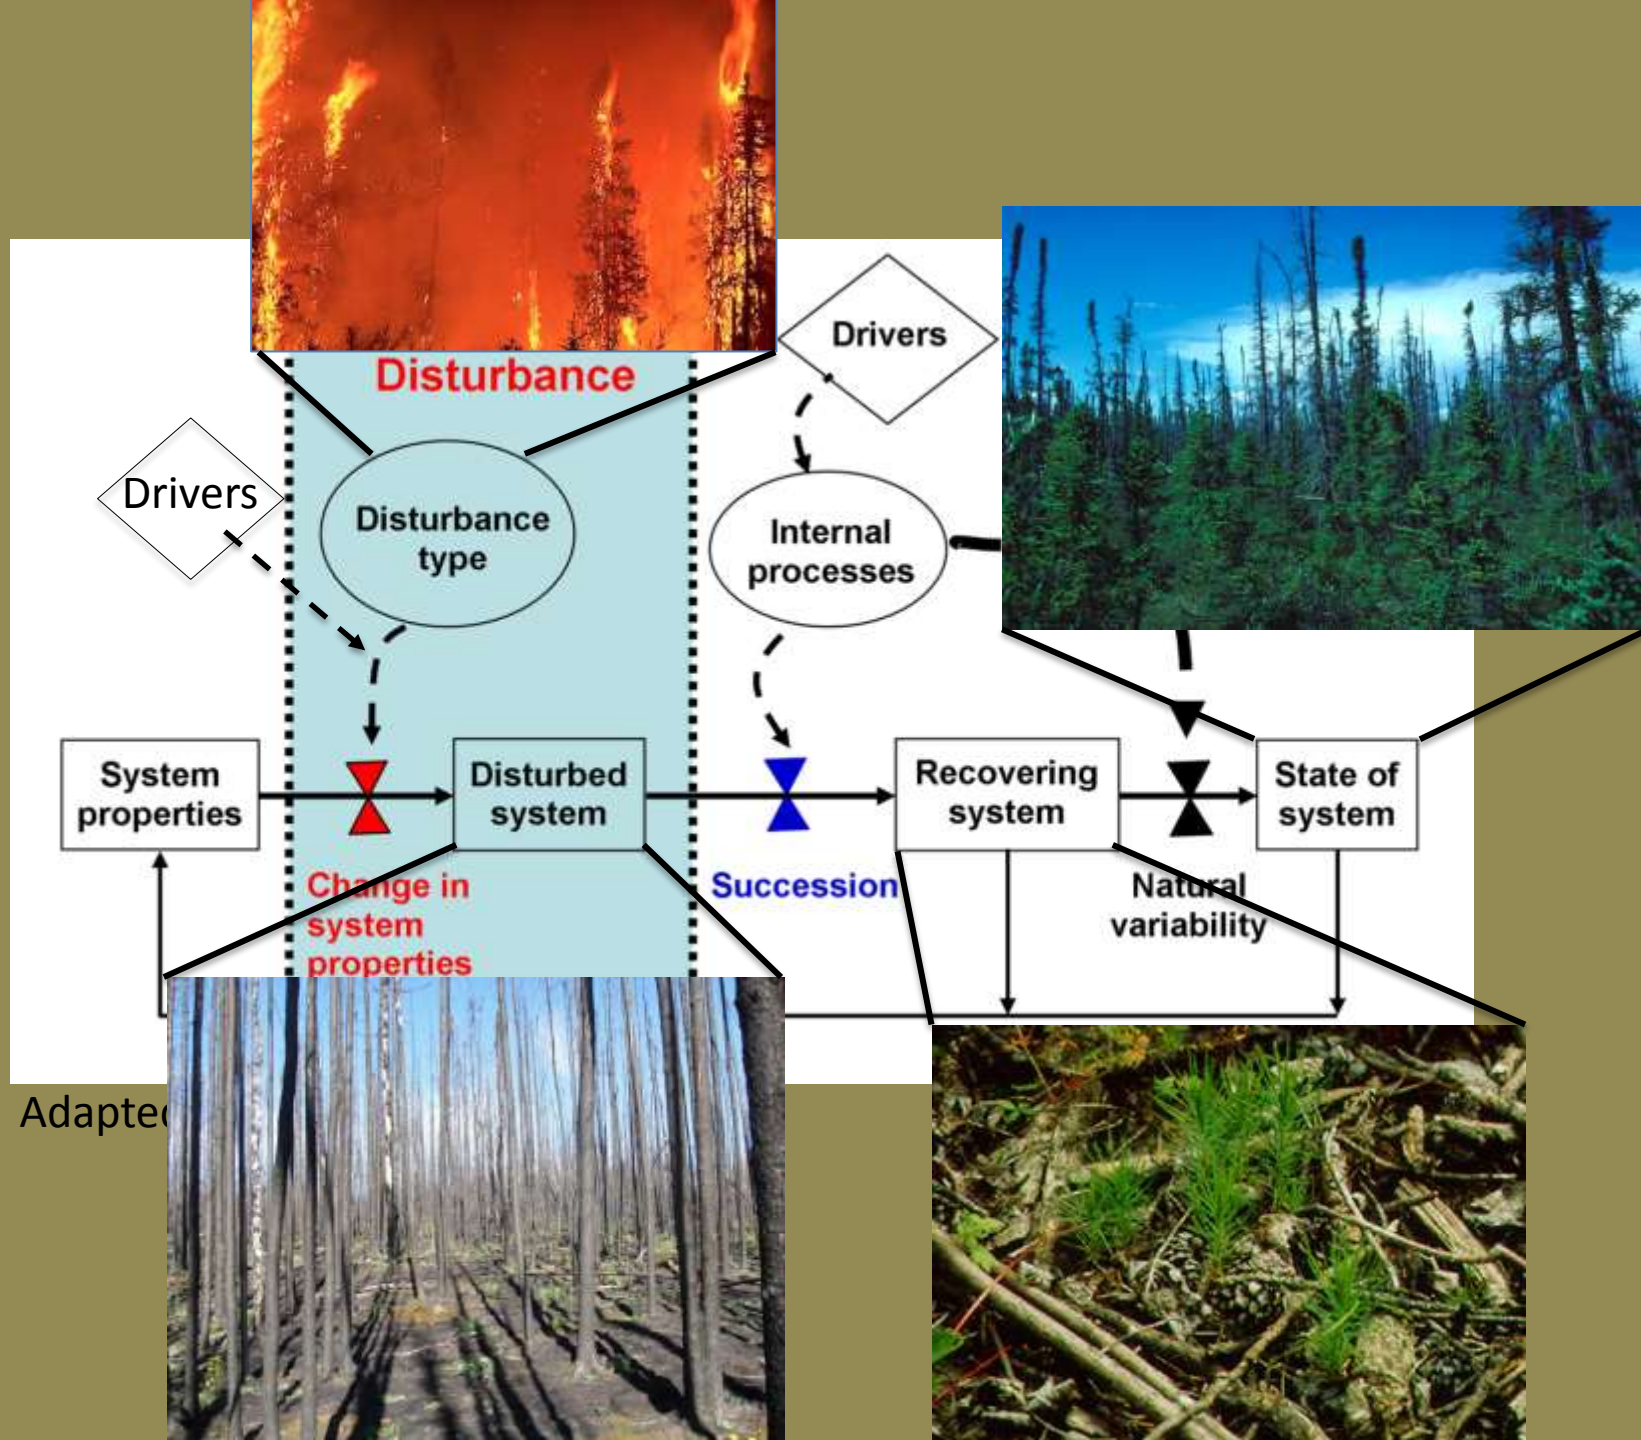 Disturbance
Drivers
Drivers
Disturbance
type
Internal
processes
System
properties
Disturbed
system
Recovering
system
State of
system
Change in
system
properties
Succession
Natural
variability